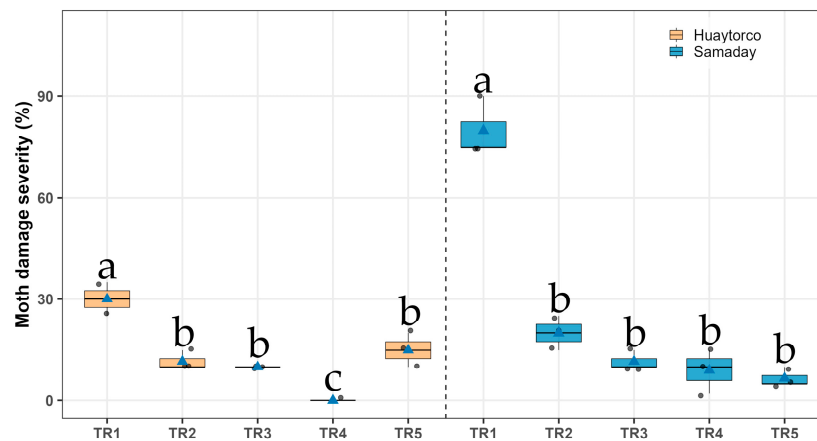 Huaytorco
Samaday
Moth damage severity (%)
90
60
30
0
a
b
b
c
b
a
b
b
b
b
TR1 TR2 TR3 TR4 TR5 TR1 TR2 TR3 TR4 TR5